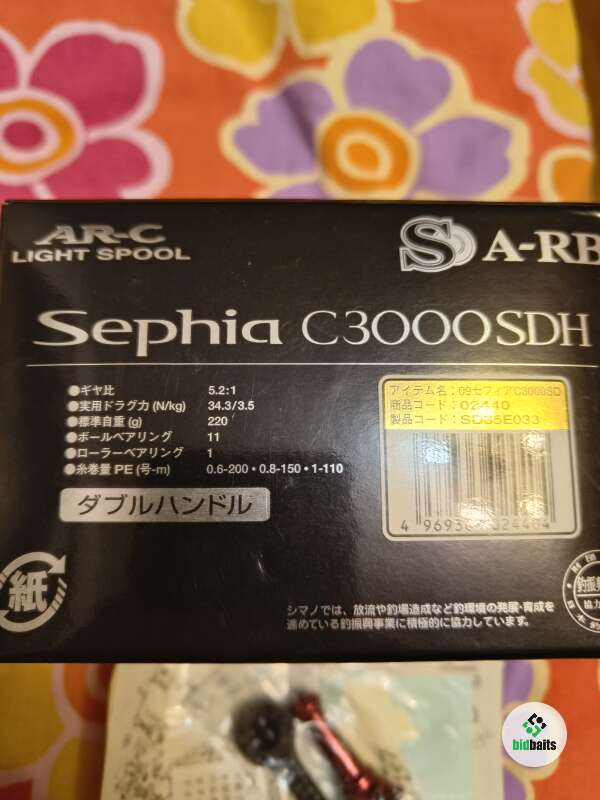 AR-C
LIGHT SPOOL
S A-RB
Sephia C3000SDH
●ギヤ比 5.2:1
●実用ドラグ力 (N/kg) 34.3/3.5
●標準自重 (g) 220
●ボールベアリング 11
●ローラーベアリング 1
●糸巻量 PE (号-m) 0.6-200・0.8-150・1-110
ダブルハンドル
アイテム名:09セフィアC3000SD
商品コード:02440
製品コード:SD85E033
紙
シマノでは、放流や釣場造成など釣環境の発展・育成を
進めている釣振興事業に積極的に協力しています。
bidbaits